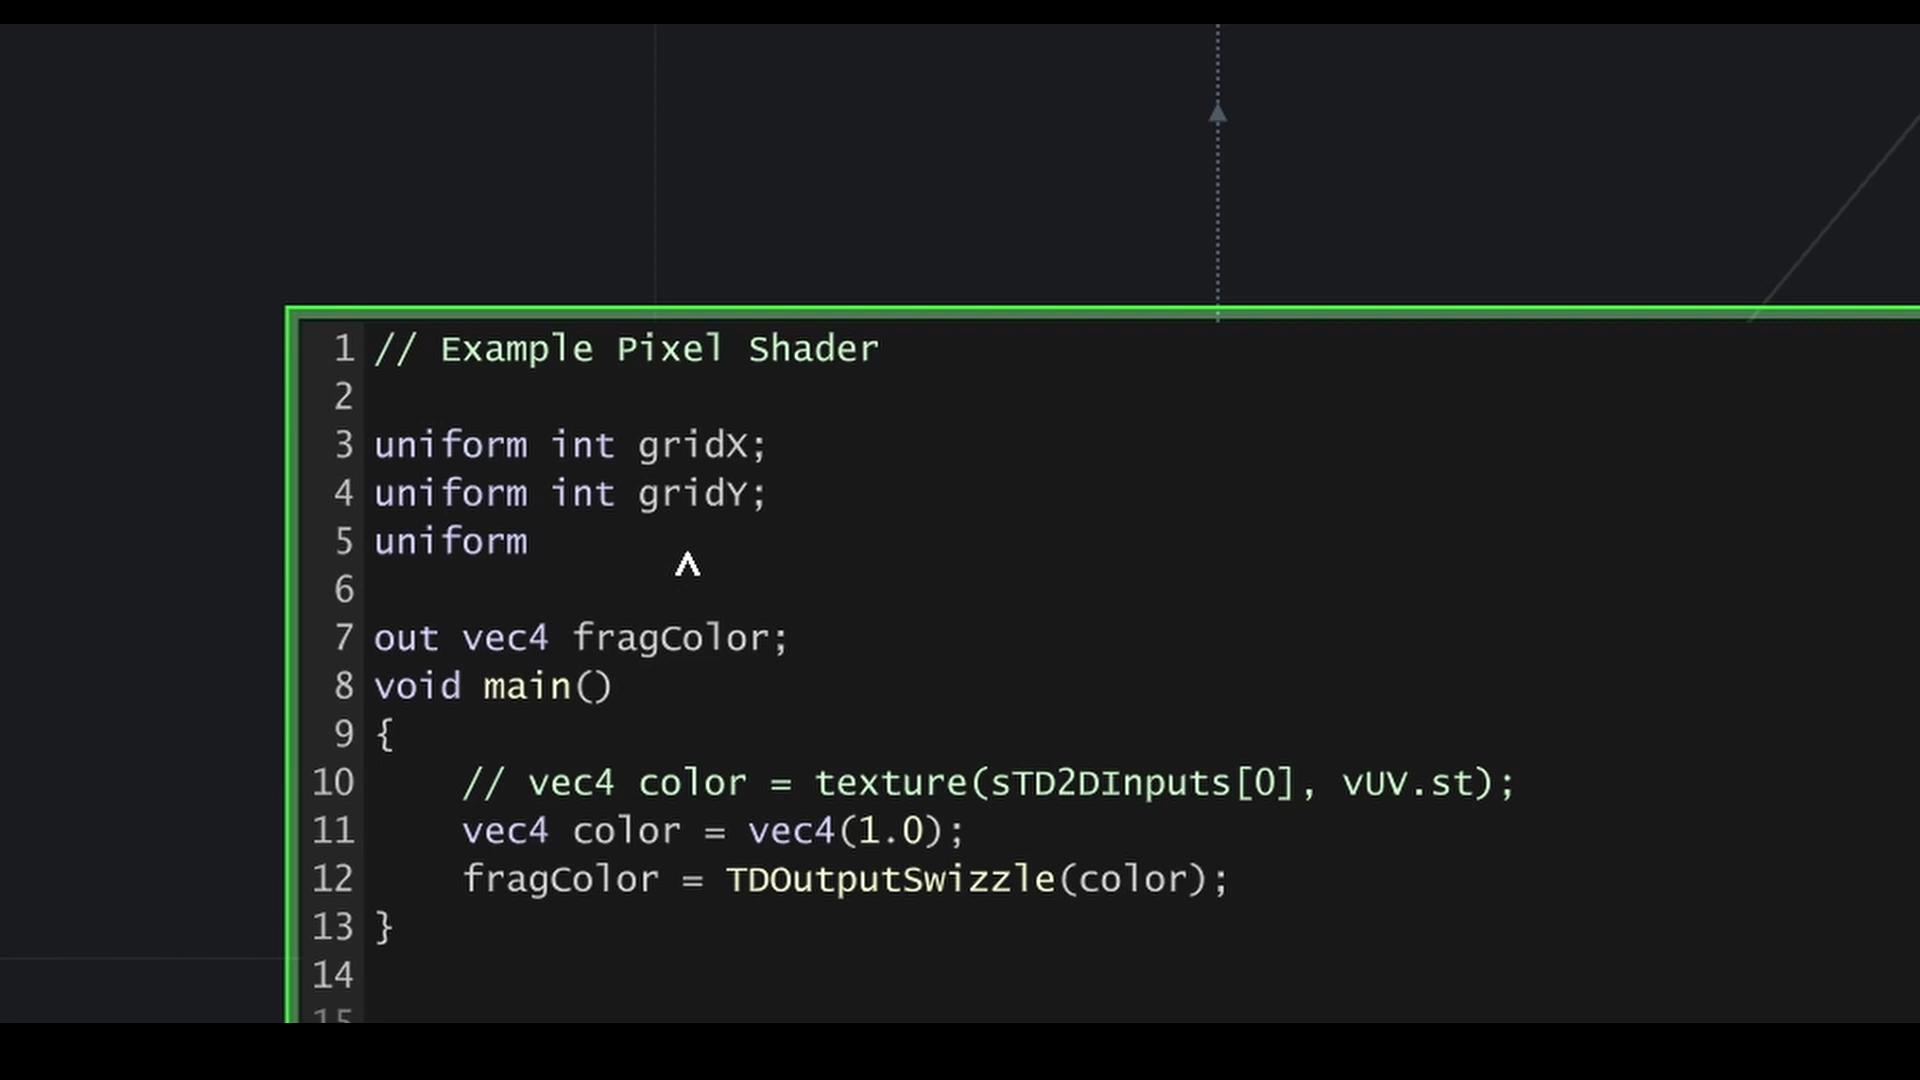 1 // Example Pixel Shader
2
3 uniform int gridX;
4 uniform int gridY;
5 uniform
6
7 out vec4 fragColor;
8 void main()
9 {
10 // vec4 color = texture(sTD2DInputs[0], vUV.st);
11 vec4 color = vec4(1.0);
12 fragColor = TDOutputSwizzle(color);
13 }
14
15